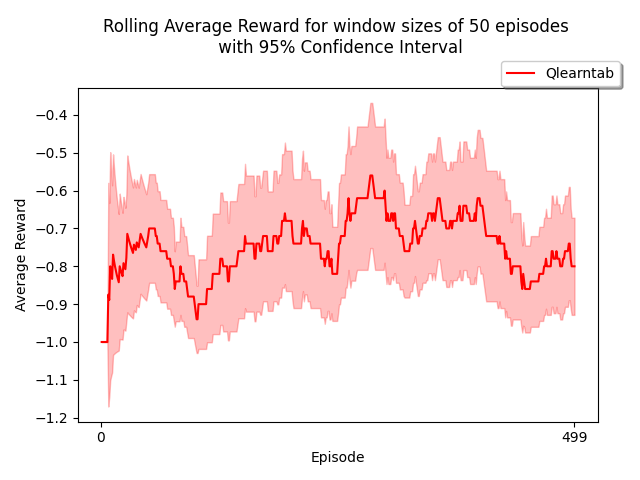 Rolling Average Reward for window sizes of 50 episodes
with 95% Confidence Interval
Qlearntab
Average Reward
−0.4
−0.5
−0.6
−0.7
−0.8
−0.9
−1.0
−1.1
−1.2
0
499
Episode